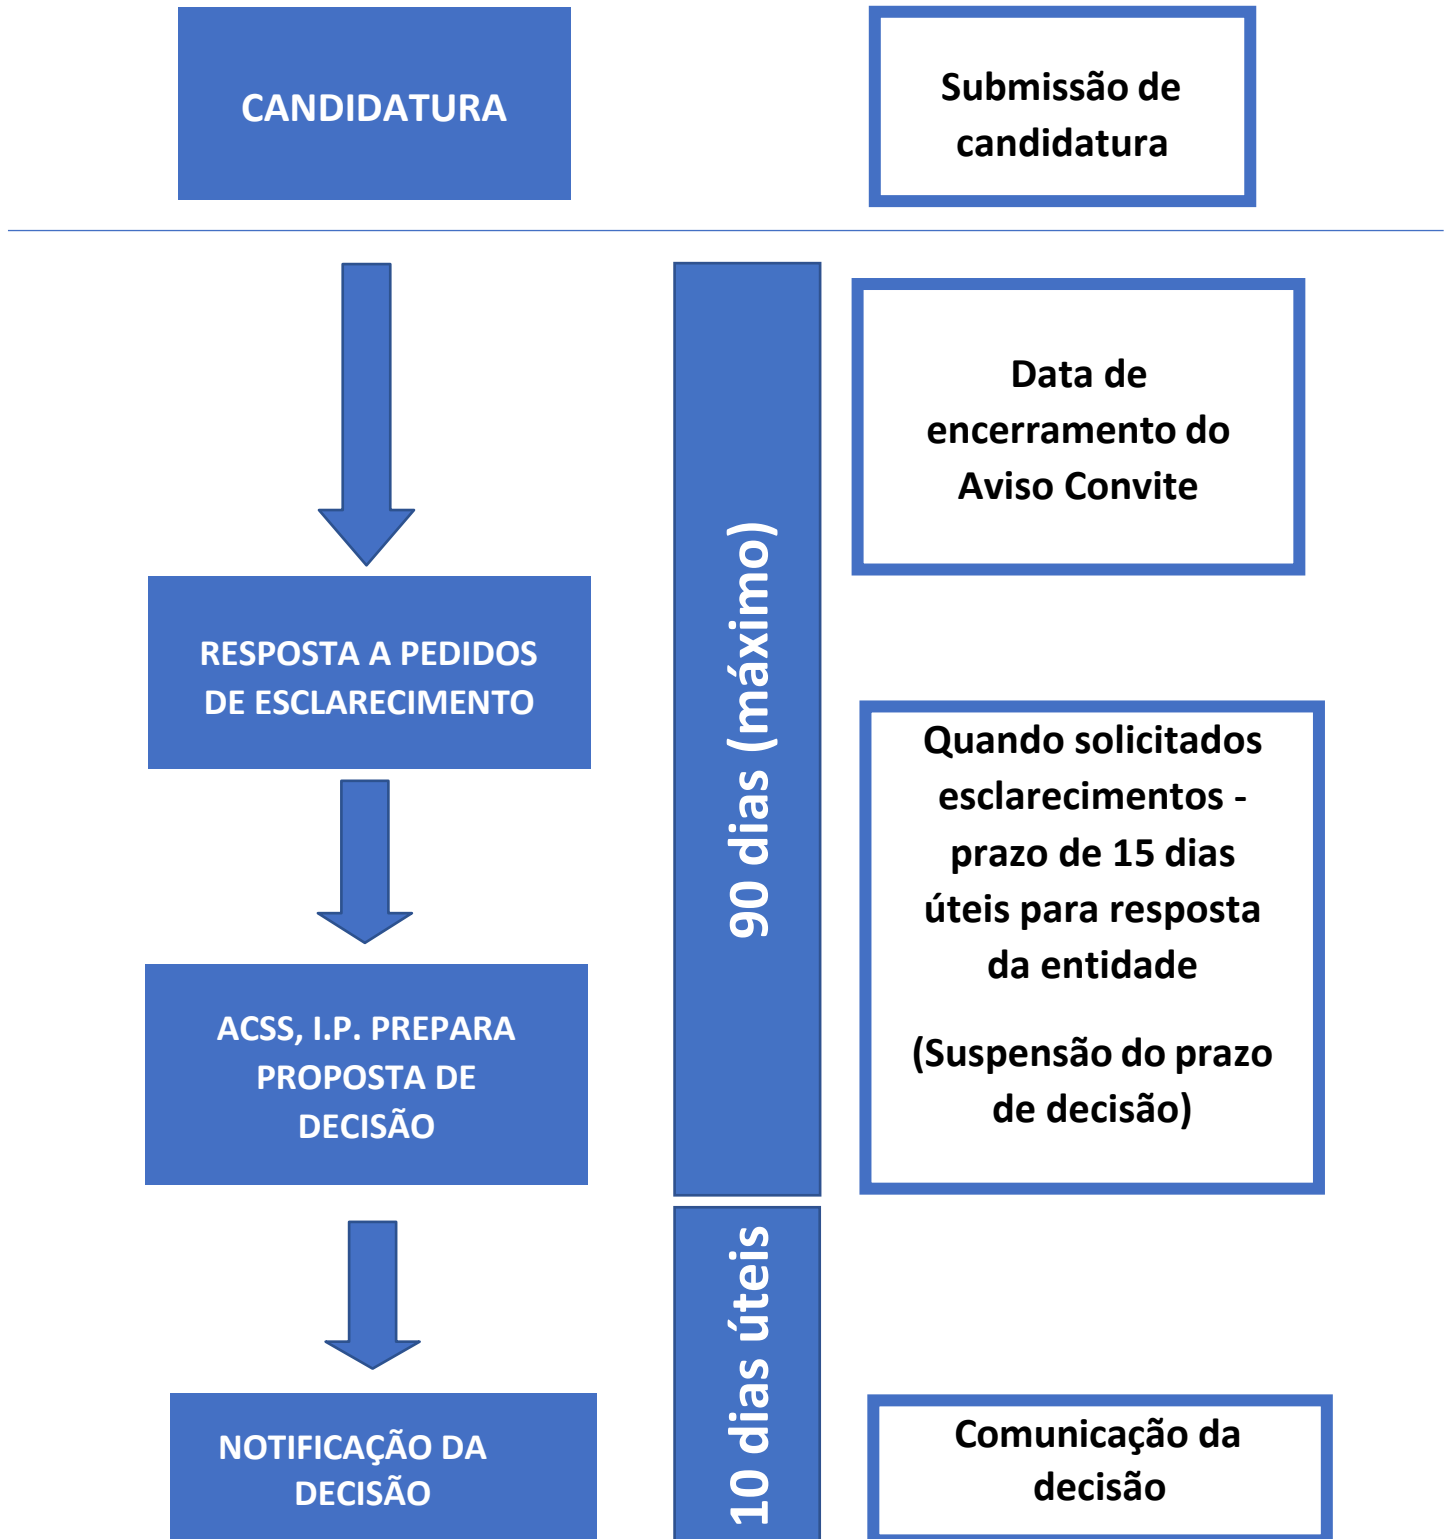 CANDIDATURA
Submissão de
candidatura
Data de
encerramento do
Aviso Convite
RESPOSTA A PEDIDOS
DE ESCLARECIMENTO
90 dias (máximo)
Quando solicitados
esclarecimentos -
prazo de 15 dias
úteis para resposta
da entidade
(Suspensão do prazo
de decisão)
ACSS, I.P. PREPARA
PROPOSTA DE
DECISÃO
10 dias úteis
NOTIFICAÇÃO DA
DECISÃO
Comunicação da
decisão